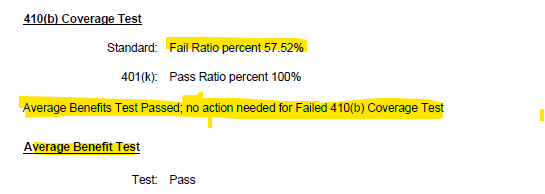 410(b) Coverage Test
Standard: Fail Ratio percent 57.52%
401(k): Pass Ratio percent 100%
Average Benefits Test Passed; no action needed for Failed 410(b) Coverage Test
Average Benefit Test
Test: Pass